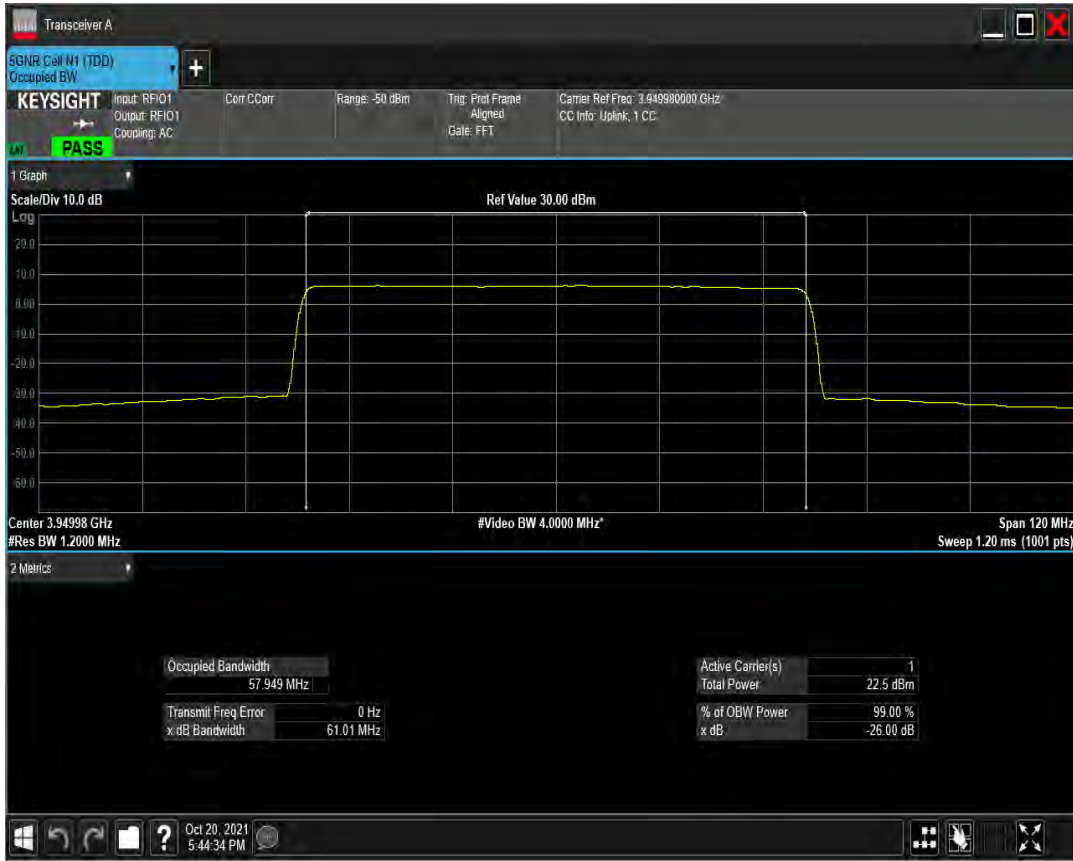 Transceiver A
5GNR Cell N1 (TDD)
Occupied BW
+
KEYSIGHT
Input: RFIO1
Output: RFIO1
Coupling: AC
Corr CCorr
Range: -50 dBm
Trig: Prot Frame
Aligned
Gate: FFT
Carrier Ref Freq: 3.949980000 GHz
CC Info: Uplink, 1 CC
PASS
1 Graph
Scale/Div 10.0 dB
Ref Value 30.00 dBm
Log
20.0
10.0
0.00
-10.0
-20.0
-30.0
-40.0
-50.0
-60.0
Center 3.94998 GHz
#Video BW 4.0000 MHz*
Span 120 MHz
#Res BW 1.2000 MHz
Sweep 1.20 ms (1001 pts)
2 Metrics
Occupied Bandwidth
57.949 MHz
Transmit Freq Error 0 Hz
x dB Bandwidth 61.01 MHz
Active Carrier(s) 1
Total Power 22.5 dBm
% of OBW Power 99.00 %
x dB -26.00 dB
?
Oct 20, 2021
5:44:34 PM